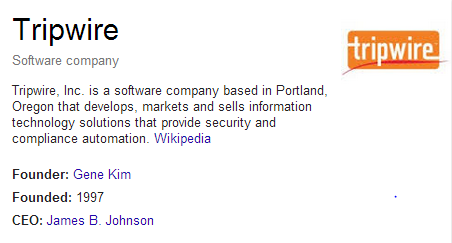 Tripwire
tripwire
Software company
Tripwire, Inc. is a software company based in Portland,
Oregon that develops, markets and sells information
technology solutions that provide security and
compliance automation. Wikipedia
Founder: Gene Kim
Founded: 1997
CEO: James B. Johnson